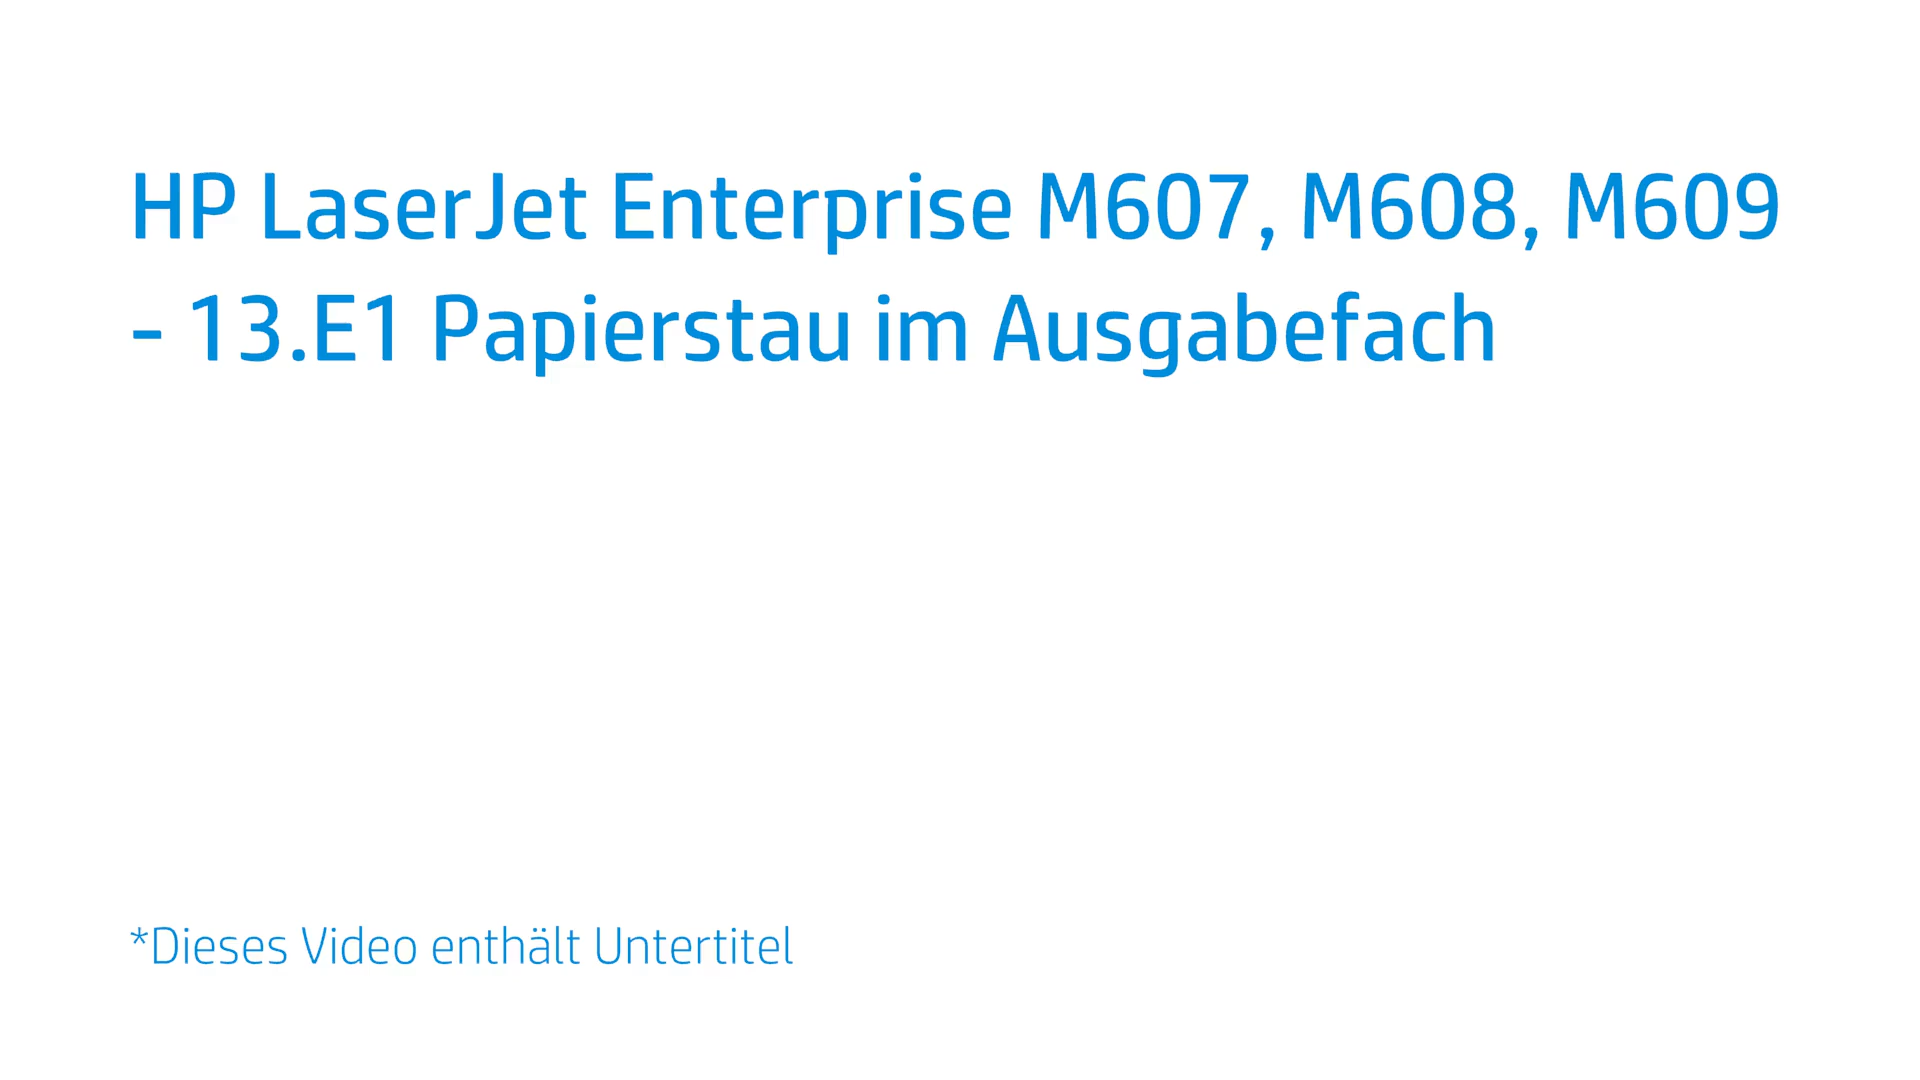 HP LaserJet Enterprise M607, M608, M609
- 13.E1 Papierstau im Ausgabefach
*Dieses Video enthält Untertitel